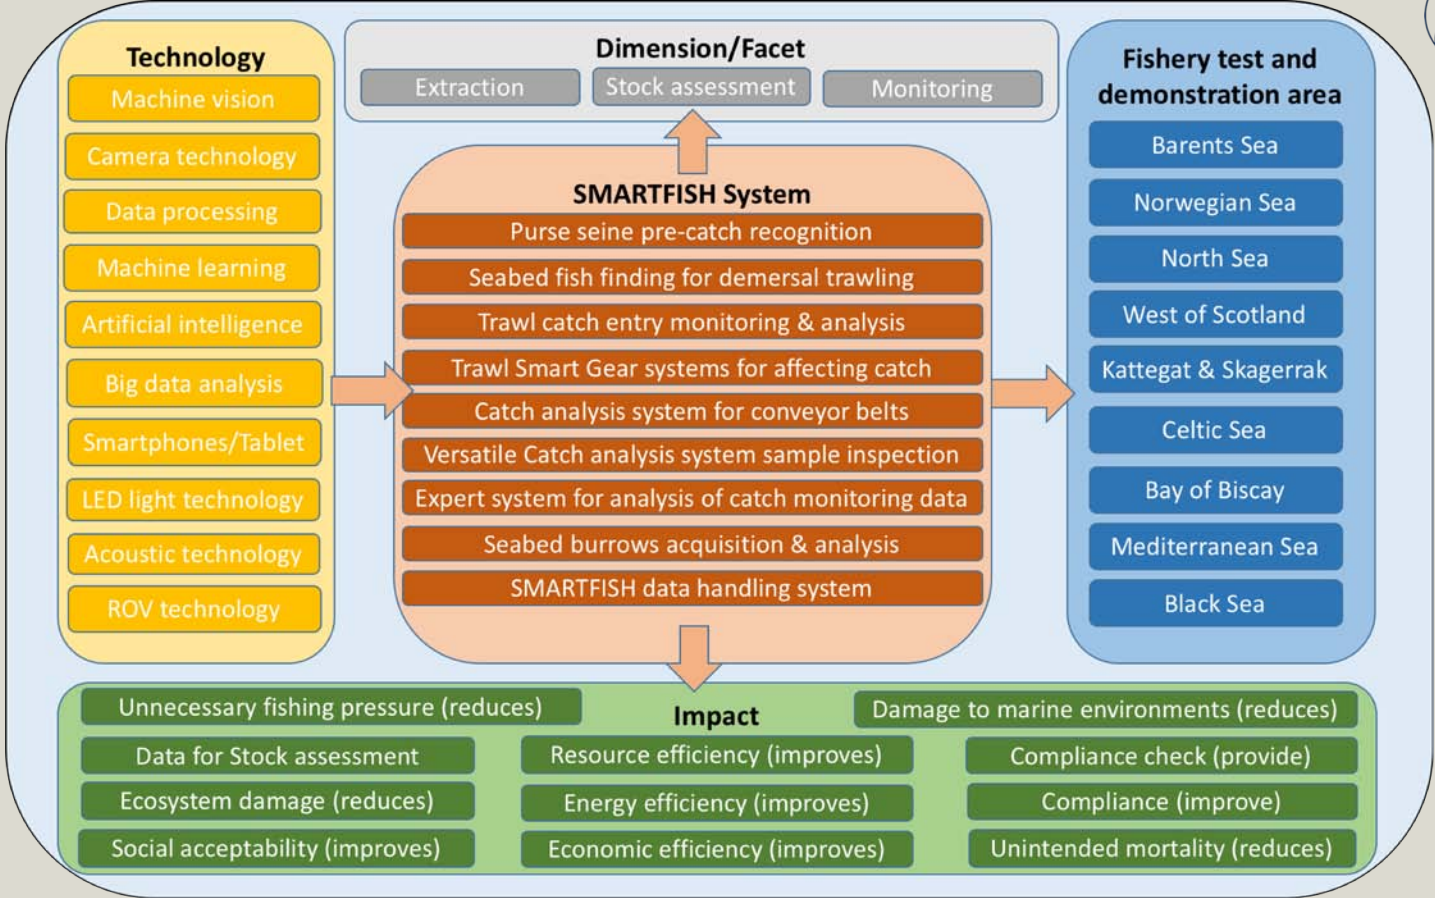 Technology
Machine vision
Camera technology
Data processing
Machine learning
Artificial intelligence
Big data analysis
Smartphones/Tablet
LED light technology
Acoustic technology
ROV technology
Dimension/Facet
Extraction
Stock assessment
Monitoring
SMARTFISH System
Purse seine pre-catch recognition
Seabed fish finding for demersal trawling
Trawl catch entry monitoring & analysis
Trawl Smart Gear systems for affecting catch
Catch analysis system for conveyor belts
Versatile Catch analysis system sample inspection
Expert system for analysis of catch monitoring data
Seabed burrows acquisition & analysis
SMARTFISH data handling system
Fishery test and
demonstration area
Barents Sea
Norwegian Sea
North Sea
West of Scotland
Kattegat & Skagerrak
Celtic Sea
Bay of Biscay
Mediterranean Sea
Black Sea
Impact
Unnecessary fishing pressure (reduces)
Data for Stock assessment
Ecosystem damage (reduces)
Social acceptability (improves)
Resource efficiency (improves)
Energy efficiency (improves)
Economic efficiency (improves)
Damage to marine environments (reduces)
Compliance check (provide)
Compliance (improve)
Unintended mortality (reduces)